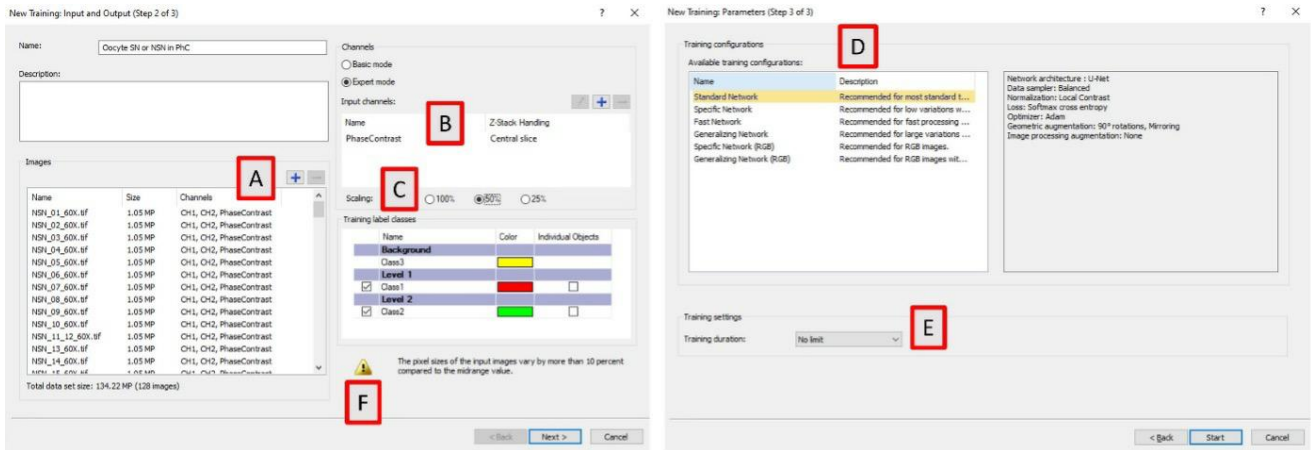 New Training: Input and Output (Step 2 of 3)
Name:
Oocyte SN or NSN in PhC
Description:
Images
A
Name Size Channels
NSN_01_60X.tif 1.05 MP CH1, CH2, PhaseContrast
NSN_02_60X.tif 1.05 MP CH1, CH2, PhaseContrast
NSN_03_60X.tif 1.05 MP CH1, CH2, PhaseContrast
NSN_04_60X.tif 1.05 MP CH1, CH2, PhaseContrast
NSN_05_60X.tif 1.05 MP CH1, CH2, PhaseContrast
NSN_06_60X.tif 1.05 MP CH1, CH2, PhaseContrast
NSN_07_60X.tif 1.05 MP CH1, CH2, PhaseContrast
NSN_08_60X.tif 1.05 MP CH1, CH2, PhaseContrast
NSN_09_60X.tif 1.05 MP CH1, CH2, PhaseContrast
NSN_10_60X.tif 1.05 MP CH1, CH2, PhaseContrast
NSN_11_12_60X.tif 1.05 MP CH1, CH2, PhaseContrast
NSN_13_60X.tif 1.05 MP CH1, CH2, PhaseContrast
NSN_14_60X.tif 1.05 MP CH1, CH2, PhaseContrast
Total data set size: 134.22 MP (128 images)
Channels
Basic mode
Expert mode
Input channels:
B
Name Z-Stack Handling
PhaseContrast Central slice
Scaling: C 100% 50% 25%
Training label classes
Name Color Individual Objects
Background
Class3
Level 1
Class1
Level 2
Class2
The pixel sizes of the input images vary by more than 10 percent
compared to the midrange value.
F
< Back Next > Cancel
New Training: Parameters (Step 3 of 3)
Training configurations
D
Available training configurations:
Name Description
Standard Network Recommended for most standard t...
Specific Network Recommended for low variations w...
Fast Network Recommended for fast processing ...
Generalizing Network Recommended for large variations ...
Specific Network (RGB) Recommended for RGB images.
Generalizing Network (RGB) Recommended for RGB images wit...
Network architecture : U-Net
Data sampler: Balanced
Normalization: Local Contrast
Loss: Softmax cross entropy
Optimizer: Adam
Geometric augmentation: 90° rotations, Mirroring
Image processing augmentation: None
Training settings
Training duration: No limit
E
< Back Start Cancel